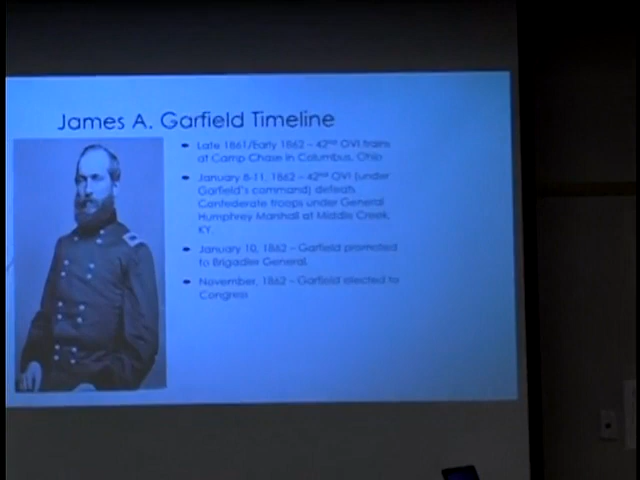 James A. Garfield Timeline
Late 1861/Early 1862 – 42nd OVI trains
at Camp Chase in Columbus, Ohio
January 8-11, 1862 – 42nd OVI (under
Garfield's command) defeats
Confederate troops under General
Humphrey Marshall at Middle Creek,
KY.
January 10, 1862 – Garfield promoted
to Brigadier General.
November, 1862 – Garfield elected to
Congress